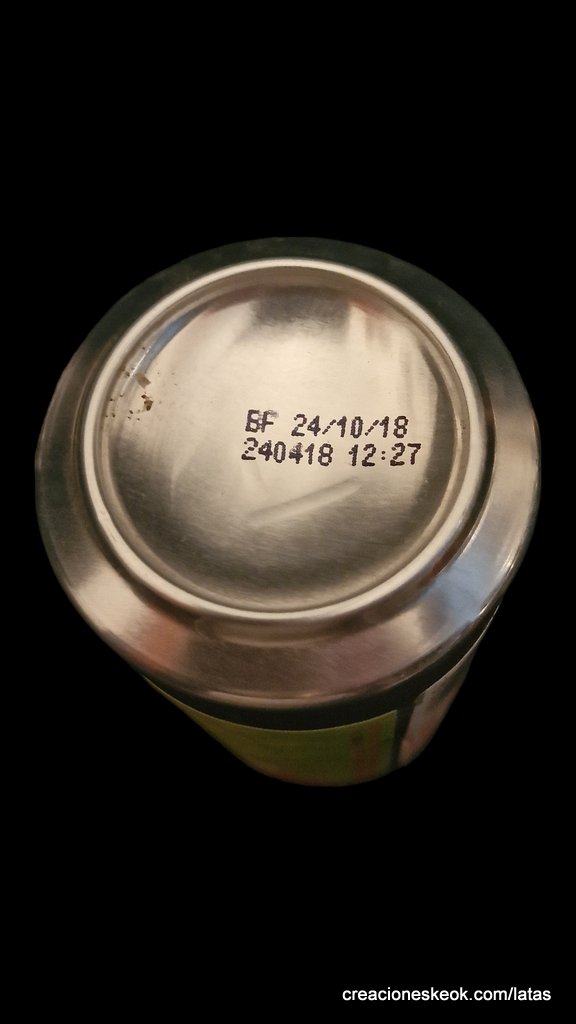 BF 24/10/18
240418 12:27
creacioneskeok.com/latas